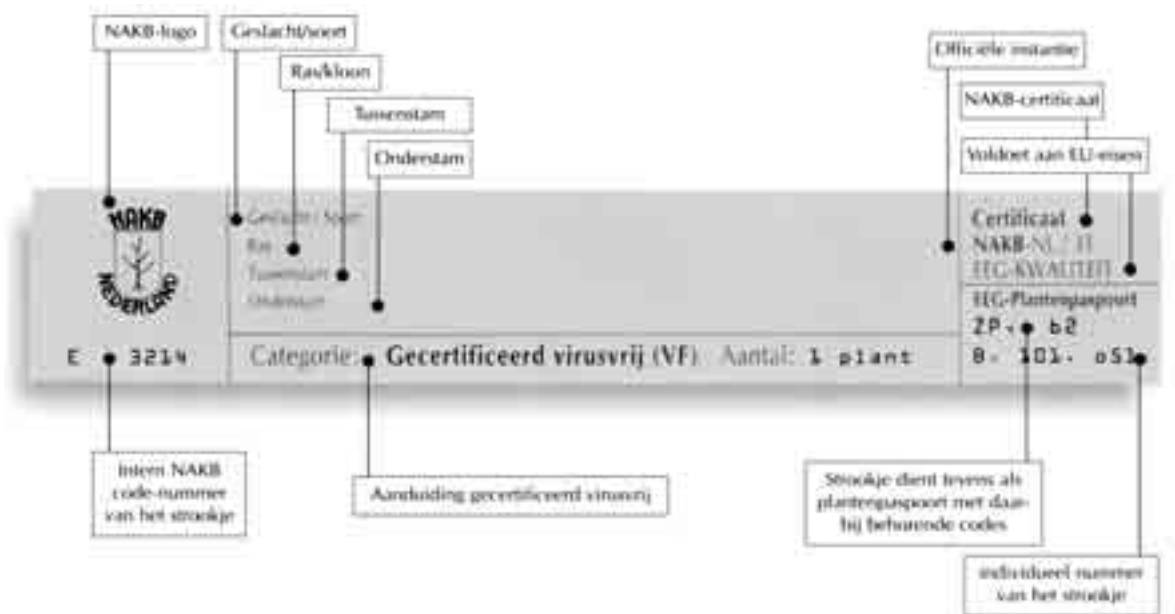 NAKB-logo
Geslacht/soort
Ras/kloon
Tussenstam
Onderstam
Officiële instantie
NAKB-certificaat
Voldoet aan EU-eisen
NAKB
NEDERLAND
Geslacht / Soort
Ras
Tussenstam
Onderstam
Certificaat
NAKB-NL
EEG-KWALITEIT
EEG-Plantenpaspoort
ZP. b2
E 3214
Categorie: Gecertificeerd virusvrij (VF) Aantal: 1 plant
8. 101. o51
Intern NAKB
code-nummer
van het strookje
Aanduiding gecertificeerd virusvrij
Strookje dient tevens als
plantenpaspoort met daar-
bij behorende codes
individueel nummer
van het strookje